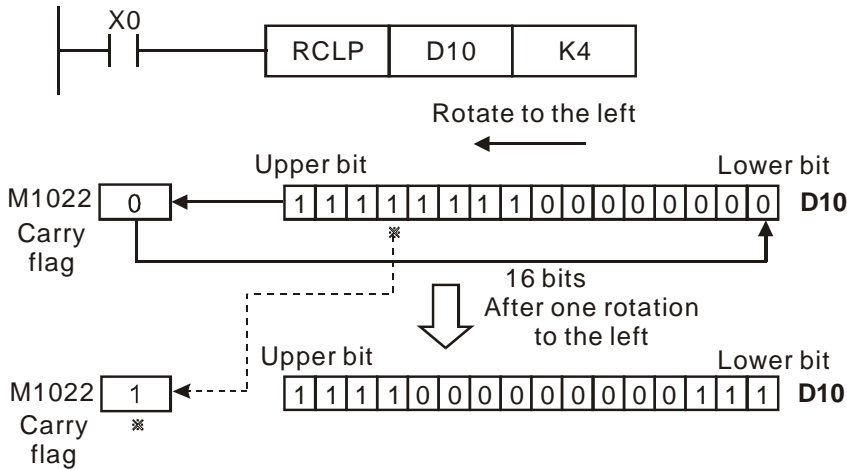 X0
RCLP D10 K4
Rotate to the left
Upper bit Lower bit
M1022 0 1 1 1 1 1 1 1 1 0 0 0 0 0 0 0 0 D10
Carry
flag
※
16 bits
After one rotation
to the left
Upper bit Lower bit
M1022 1 1 1 1 1 0 0 0 0 0 0 0 0 0 1 1 1 D10
Carry ※
flag